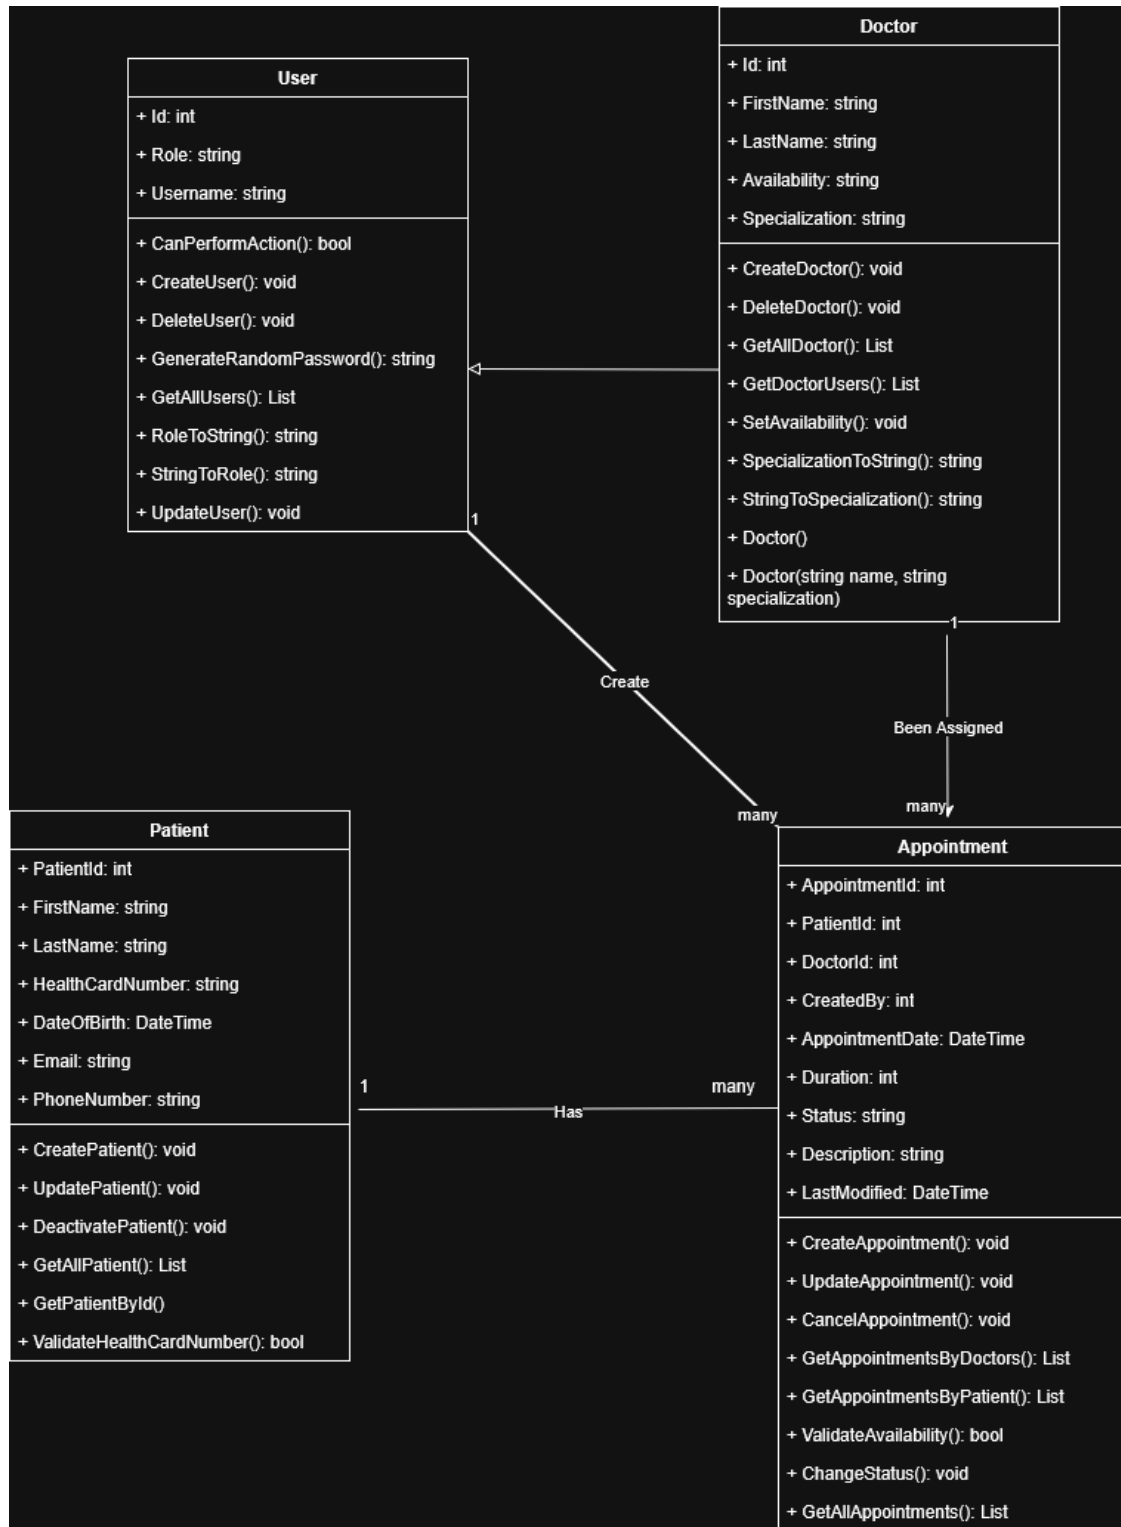 User
+ Id: int
+ Role: string
+ Username: string
+ CanPerformAction(): bool
+ CreateUser(): void
+ DeleteUser(): void
+ GenerateRandomPassword(): string
+ GetAllUsers(): List
+ RoleToString(): string
+ StringToRole(): string
+ UpdateUser(): void
Doctor
+ Id: int
+ FirstName: string
+ LastName: string
+ Availability: string
+ Specialization: string
+ CreateDoctor(): void
+ DeleteDoctor(): void
+ GetAllDoctor(): List
+ GetDoctorUsers(): List
+ SetAvailability(): void
+ SpecializationToString(): string
+ StringToSpecialization(): string
+ Doctor()
+ Doctor(string name, string
specialization)
1
Create
many
1
Been Assigned
many
Patient
+ PatientId: int
+ FirstName: string
+ LastName: string
+ HealthCardNumber: string
+ DateOfBirth: DateTime
+ Email: string
+ PhoneNumber: string
+ CreatePatient(): void
+ UpdatePatient(): void
+ DeactivatePatient(): void
+ GetAllPatient(): List
+ GetPatientById()
+ ValidateHealthCardNumber(): bool
1
Has
many
Appointment
+ AppointmentId: int
+ PatientId: int
+ DoctorId: int
+ CreatedBy: int
+ AppointmentDate: DateTime
+ Duration: int
+ Status: string
+ Description: string
+ LastModified: DateTime
+ CreateAppointment(): void
+ UpdateAppointment(): void
+ CancelAppointment(): void
+ GetAppointmentsByDoctors(): List
+ GetAppointmentsByPatient(): List
+ ValidateAvailability(): bool
+ ChangeStatus(): void
+ GetAllAppointments(): List